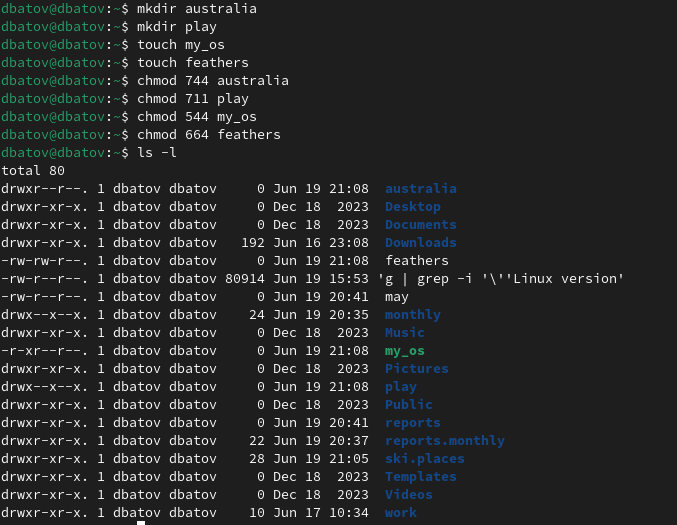 dbatov@dbatov:~$ mkdir australia
dbatov@dbatov:~$ mkdir play
dbatov@dbatov:~$ touch my_os
dbatov@dbatov:~$ touch feathers
dbatov@dbatov:~$ chmod 744 australia
dbatov@dbatov:~$ chmod 711 play
dbatov@dbatov:~$ chmod 544 my_os
dbatov@dbatov:~$ chmod 664 feathers
dbatov@dbatov:~$ ls -l
total 80
drwxr--r--. 1 dbatov dbatov     0 Jun 19 21:08  australia
drwxr-xr-x. 1 dbatov dbatov     0 Dec 18  2023  Desktop
drwxr-xr-x. 1 dbatov dbatov     0 Dec 18  2023  Documents
drwxr-xr-x. 1 dbatov dbatov   192 Jun 16 23:08  Downloads
-rw-rw-r--. 1 dbatov dbatov     0 Jun 19 21:08  feathers
-rw-r--r--. 1 dbatov dbatov 80914 Jun 19 15:53 'g | grep -i '\''Linux version'
-rw-r--r--. 1 dbatov dbatov     0 Jun 19 20:41  may
drwx--x--x. 1 dbatov dbatov    24 Jun 19 20:35  monthly
drwxr-xr-x. 1 dbatov dbatov     0 Dec 18  2023  Music
-r-xr--r--. 1 dbatov dbatov     0 Jun 19 21:08  my_os
drwxr-xr-x. 1 dbatov dbatov     0 Dec 18  2023  Pictures
drwx--x--x. 1 dbatov dbatov     0 Jun 19 21:08  play
drwxr-xr-x. 1 dbatov dbatov     0 Dec 18  2023  Public
drwxr-xr-x. 1 dbatov dbatov     0 Jun 19 20:41  reports
drwxr-xr-x. 1 dbatov dbatov    22 Jun 19 20:37  reports.monthly
drwxr-xr-x. 1 dbatov dbatov    28 Jun 19 21:05  ski.places
drwxr-xr-x. 1 dbatov dbatov     0 Dec 18  2023  Templates
drwxr-xr-x. 1 dbatov dbatov     0 Dec 18  2023  Videos
drwxr-xr-x. 1 dbatov dbatov    10 Jun 17 10:34  work